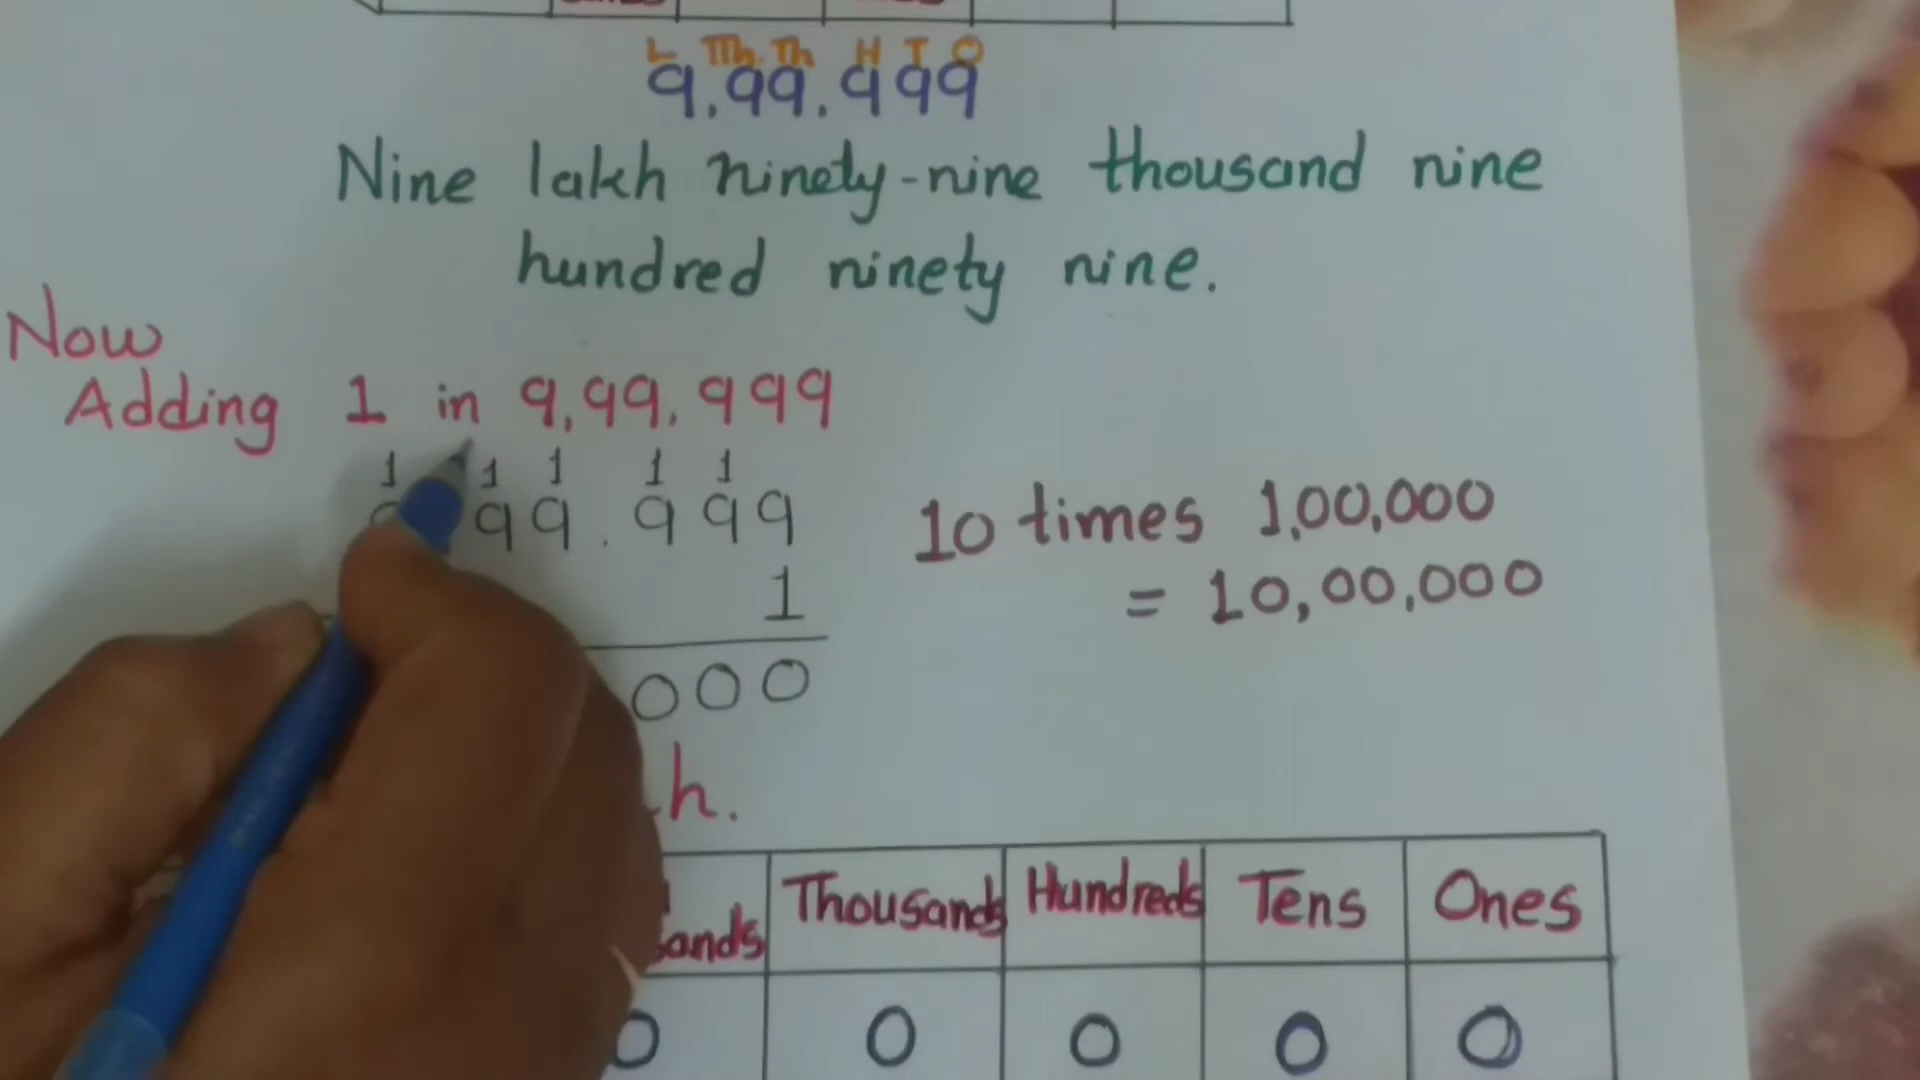 L TTh. Th H T O
9,99,999
Nine lakh ninety-nine thousand nine
hundred ninety nine.
Now
Adding 1 in 9,99,999
1 1 1 1 1
99,999
1
000
10 times 1,00,000
= 10,00,000
h.
Thousands Hundreds Tens Ones
ands
0 0 0 0 0